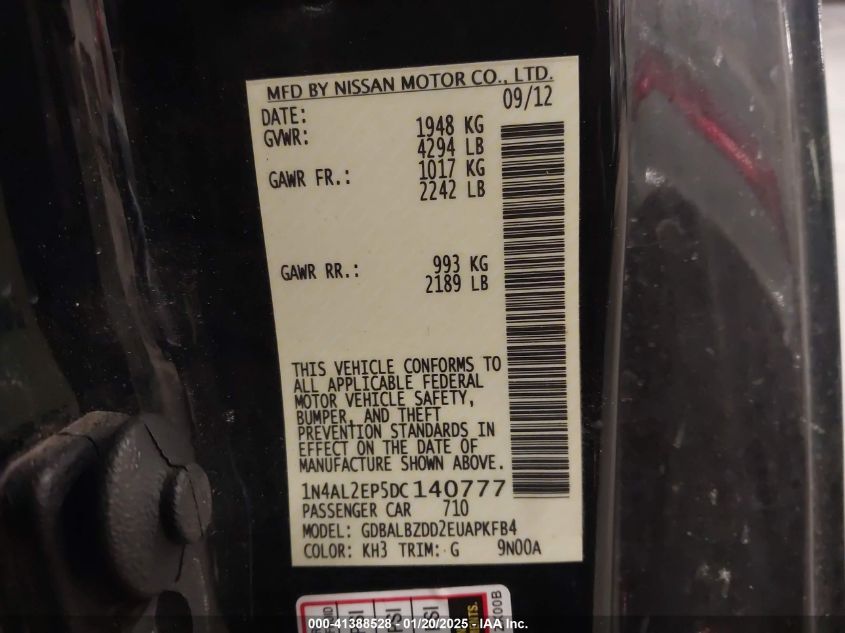 MFD BY NISSAN MOTOR CO., LTD.
DATE: 09/12
GVWR: 1948 KG
4294 LB
GAWR FR.: 1017 KG
2242 LB
GAWR RR.: 993 KG
2189 LB
THIS VEHICLE CONFORMS TO
ALL APPLICABLE FEDERAL
MOTOR VEHICLE SAFETY,
BUMPER, AND THEFT
PREVENTION STANDARDS IN
EFFECT ON THE DATE OF
MANUFACTURE SHOWN ABOVE.
1N4AL2EP5DC140777
PASSENGER CAR 710
MODEL: GDBALBZDD2EUAPKFB4
COLOR: KH3 TRIM: G 9N00A
000-41388528 - 01/20/2025 - IAA Inc.